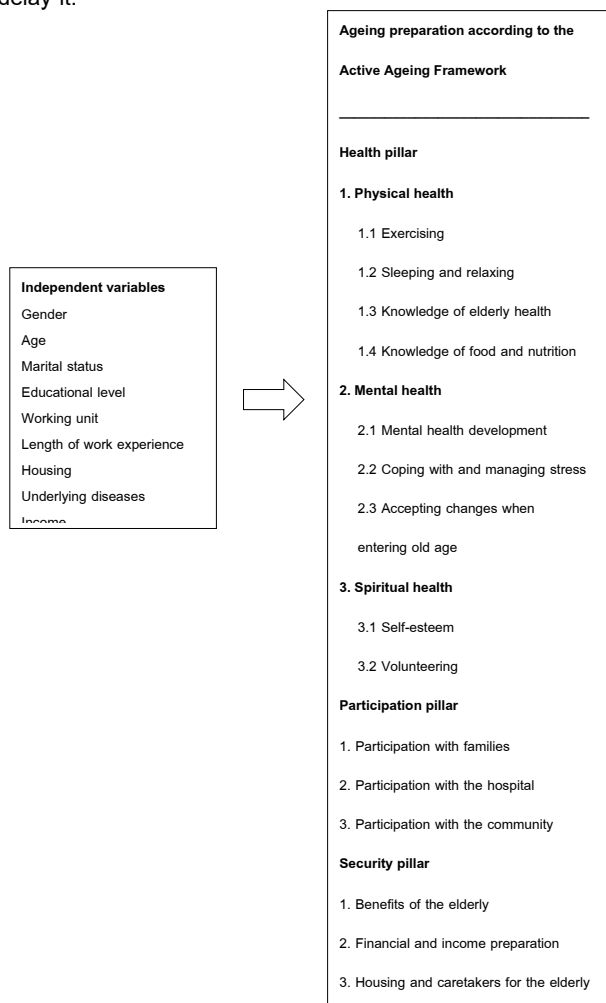 delay it.
Independent variables
Gender
Age
Marital status
Educational level
Working unit
Length of work experience
Housing
Underlying diseases
Income
Ageing preparation according to the
Active Ageing Framework
Health pillar
1. Physical health
1.1 Exercising
1.2 Sleeping and relaxing
1.3 Knowledge of elderly health
1.4 Knowledge of food and nutrition
2. Mental health
2.1 Mental health development
2.2 Coping with and managing stress
2.3 Accepting changes when
entering old age
3. Spiritual health
3.1 Self-esteem
3.2 Volunteering
Participation pillar
1. Participation with families
2. Participation with the hospital
3. Participation with the community
Security pillar
1. Benefits of the elderly
2. Financial and income preparation
3. Housing and caretakers for the elderly